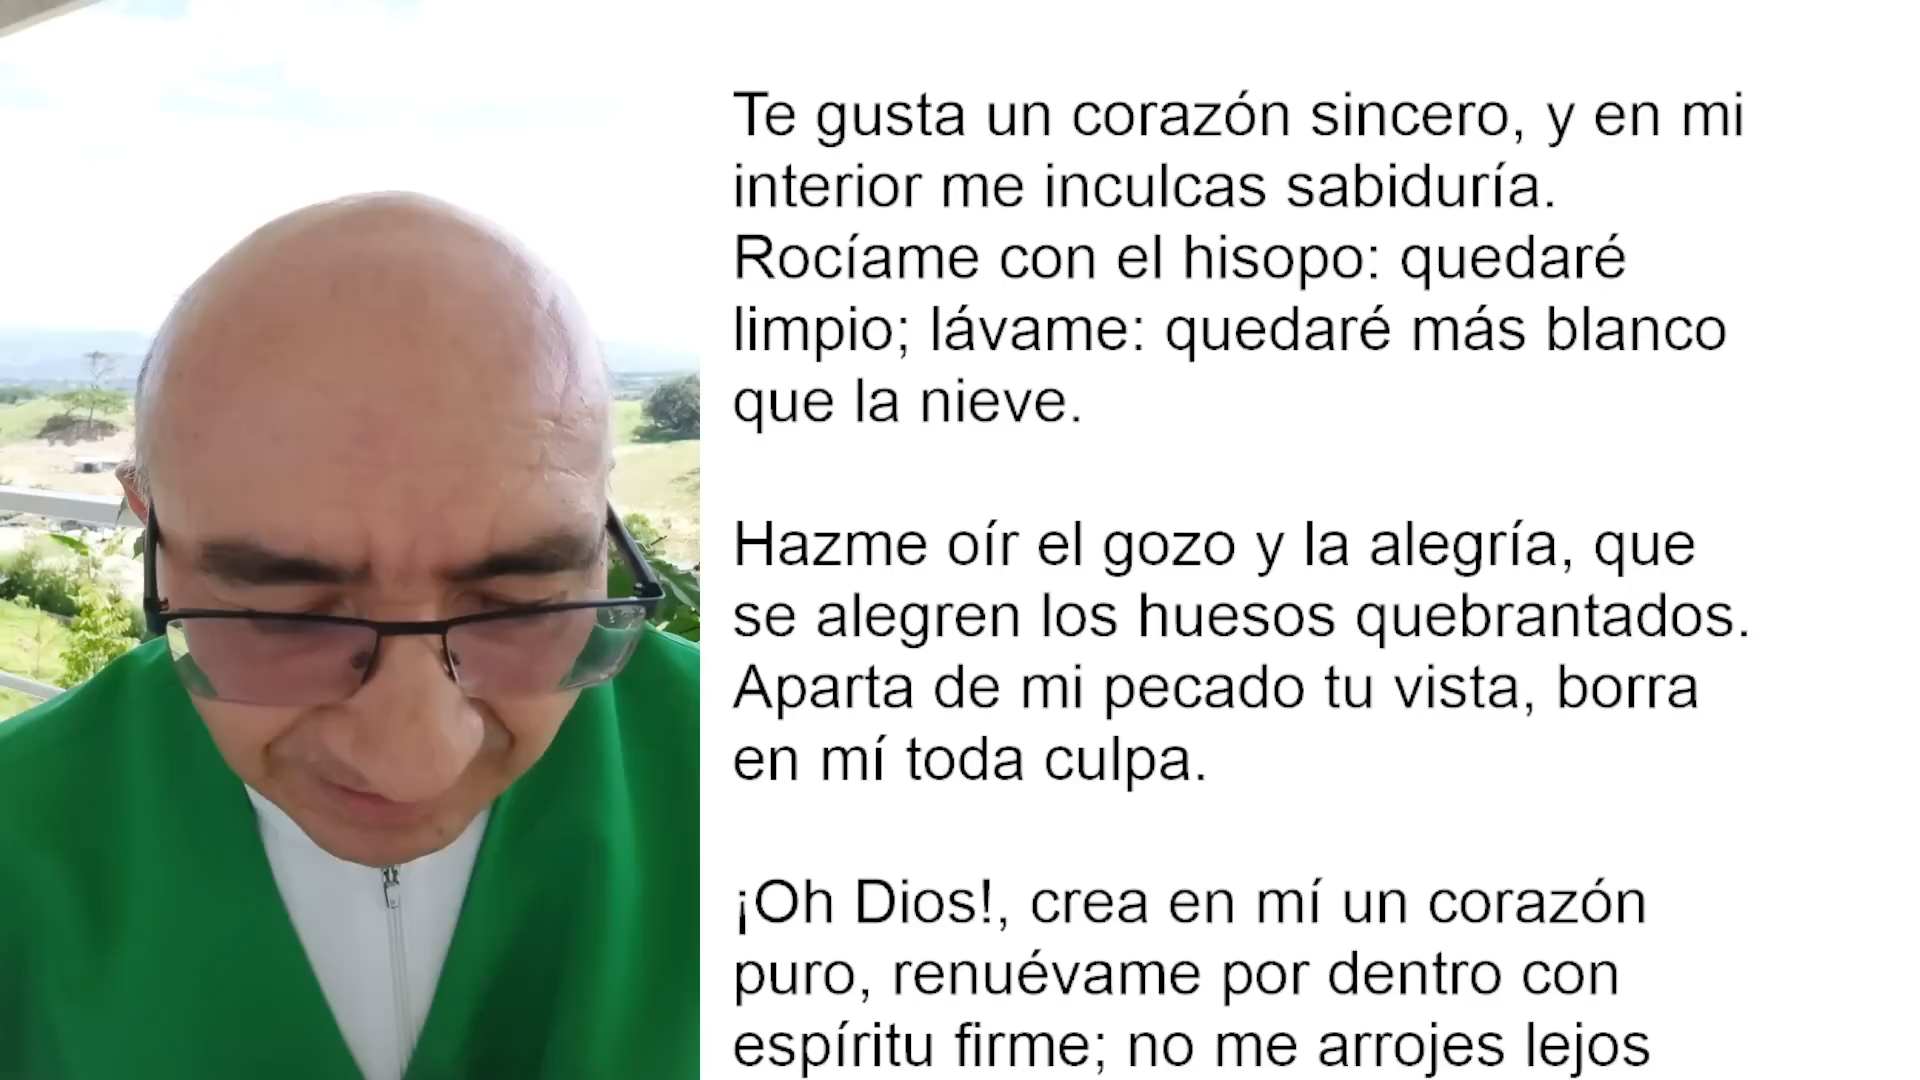 Te gusta un corazón sincero, y en mi
interior me inculcas sabiduría.
Rocíame con el hisopo: quedaré
limpio; lávame: quedaré más blanco
que la nieve.
Hazme oír el gozo y la alegría, que
se alegren los huesos quebrantados.
Aparta de mi pecado tu vista, borra
en mí toda culpa.
¡Oh Dios!, crea en mí un corazón
puro, renuévame por dentro con
espíritu firme; no me arrojes lejos